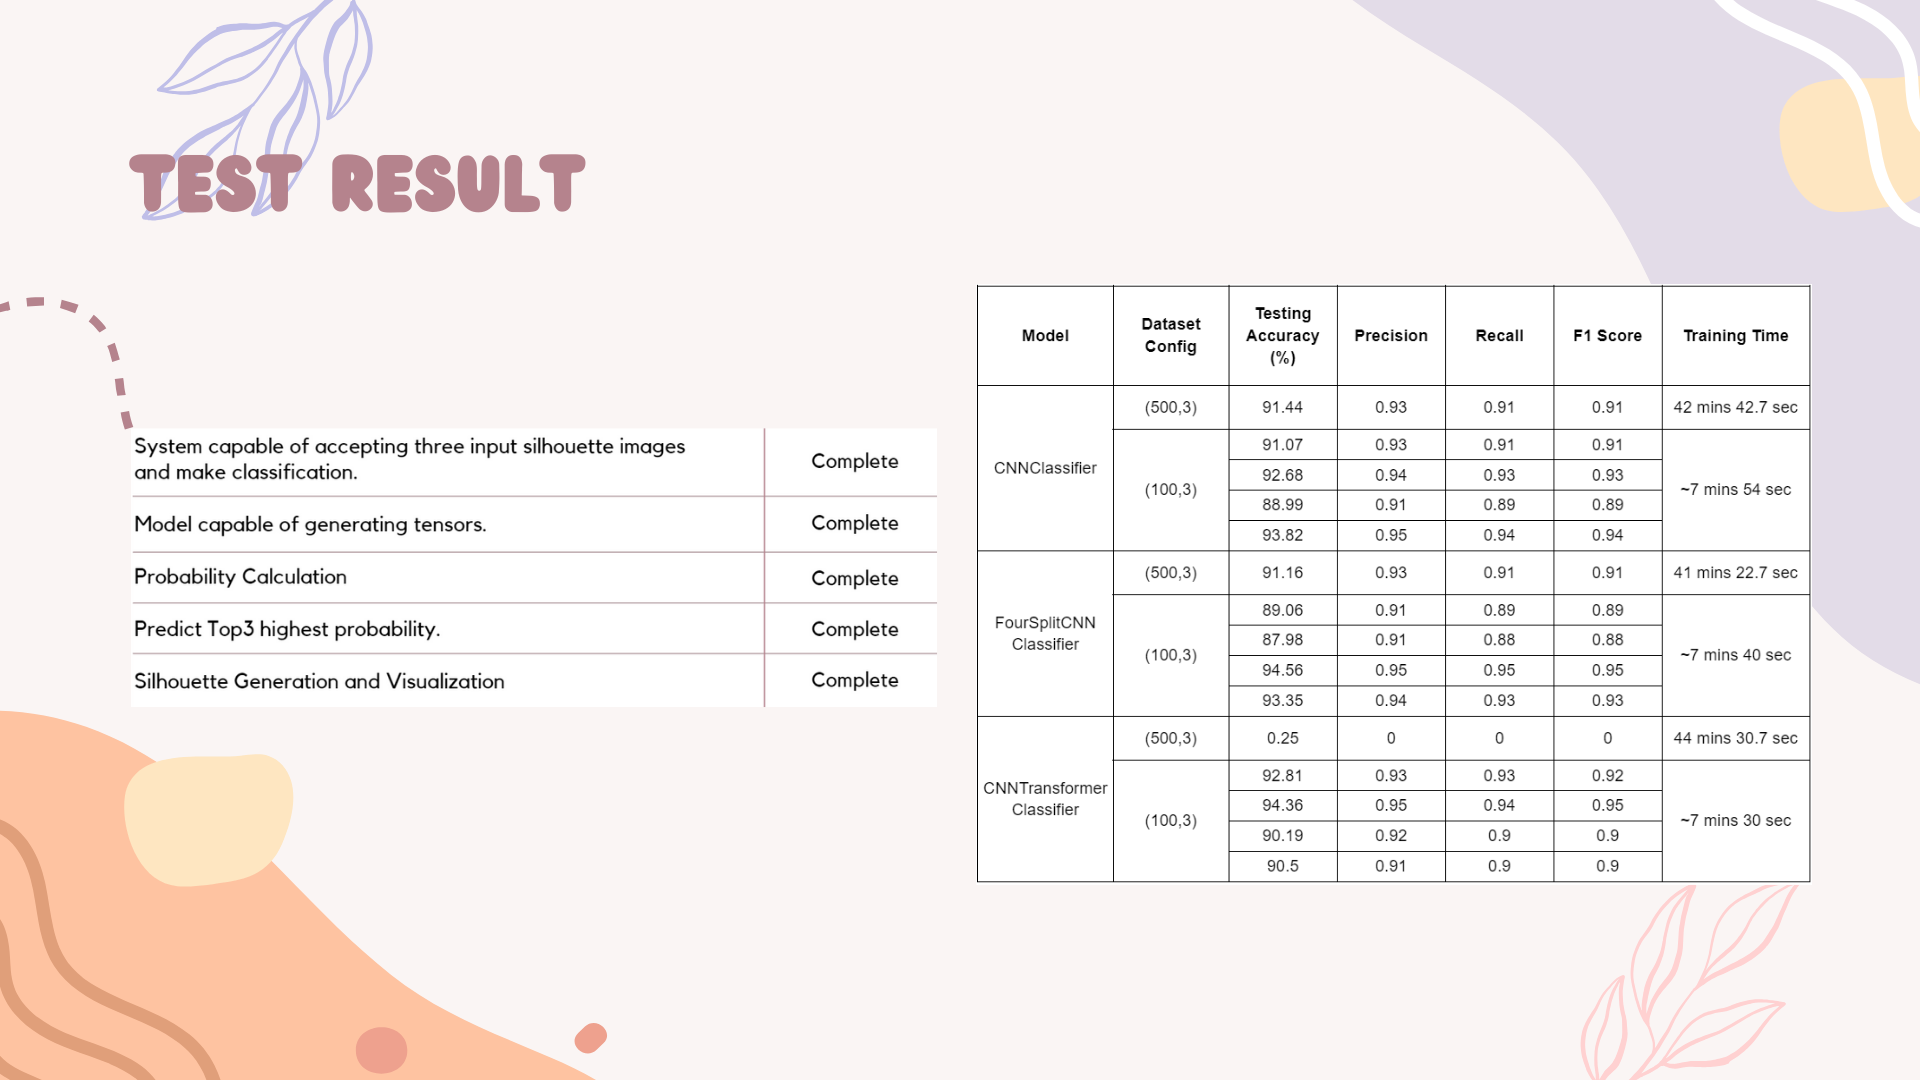 TEST RESULT
System capable of accepting three input silhouette images
and make classification.
Complete
Model capable of generating tensors.
Complete
Probability Calculation
Complete
Predict Top3 highest probability.
Complete
Silhouette Generation and Visualization
Complete
Model
Dataset
Config
Testing
Accuracy
(%)
Precision
Recall
F1 Score
Training Time
CNNClassifier
(500,3) 91.44 0.93 0.91 0.91 42 mins 42.7 sec
(100,3)
91.07 0.93 0.91 0.91
92.68 0.94 0.93 0.93
88.99 0.91 0.89 0.89
93.82 0.95 0.94 0.94
~7 mins 54 sec
FourSplitCNN
Classifier
(500,3) 91.16 0.93 0.91 0.91 41 mins 22.7 sec
(100,3)
89.06 0.91 0.89 0.89
87.98 0.91 0.88 0.88
94.56 0.95 0.95 0.95
93.35 0.94 0.93 0.93
~7 mins 40 sec
CNNTransformer
Classifier
(500,3) 0.25 0 0 0 44 mins 30.7 sec
(100,3)
92.81 0.93 0.93 0.92
94.36 0.95 0.94 0.95
90.19 0.92 0.9 0.9
90.5 0.91 0.9 0.9
~7 mins 30 sec